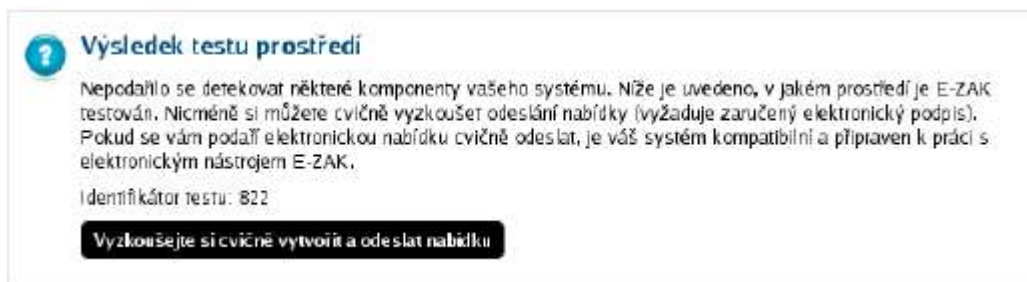 Výsledek testu prostředí
Nepodařilo se detekovat některé komponenty vašeho systému. Níže je uvedeno, v jakém prostředí je E-ZAK
testován. Nicméně si můžete cvičně vyzkoušet odeslání nabídky (vyžaduje zaručený elektronický podpis).
Pokud se vám podaří elektronickou nabídku cvičně odeslat, je váš systém kompatibilní a připraven k práci s
elektronickým nástrojem E-ZAK.
Identifikátor testu: 822
Vyzkoušejte si cvičně vytvořit a odeslat nabídku